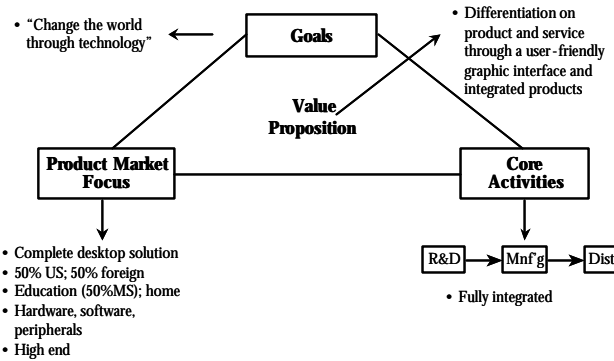 • “Change the world
through technology”
Goals
• Differentiation on
product and service
through a user-friendly
graphic interface and
integrated products
Value
Proposition
Product Market
Focus
Core
Activities
• Complete desktop solution
• 50% US; 50% foreign
• Education (50%MS); home
• Hardware, software,
peripherals
• High end
R&D
Mnf'g
Dist
• Fully integrated